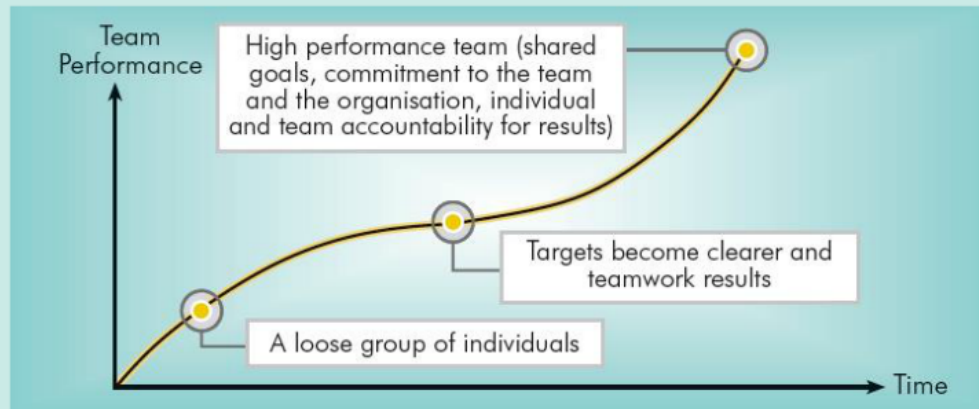 Team
Performance
High performance team (shared
goals, commitment to the team
and the organisation, individual
and team accountability for results)
Targets become clearer and
teamwork results
A loose group of individuals
Time